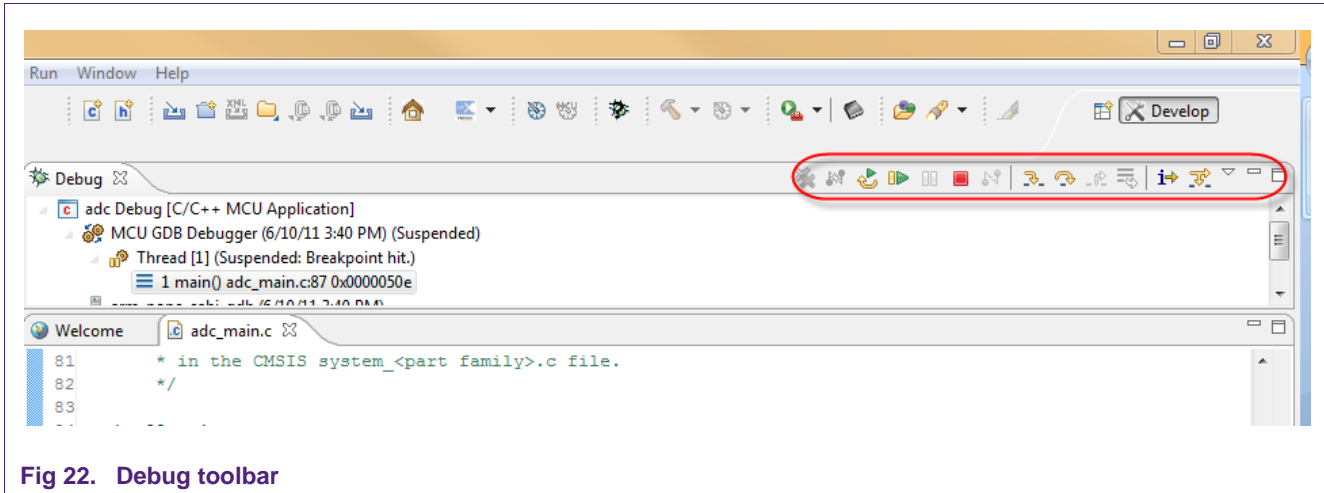 Run Window Help
Develop
Debug
adc Debug [C/C++ MCU Application]
MCU GDB Debugger (6/10/11 3:40 PM) (Suspended)
Thread [1] (Suspended: Breakpoint hit.)
1 main() adc_main.c:87 0x0000050e
Welcome adc_main.c
81 * in the CMSIS system_<part family>.c file.
82 */
83
Fig 22. Debug toolbar